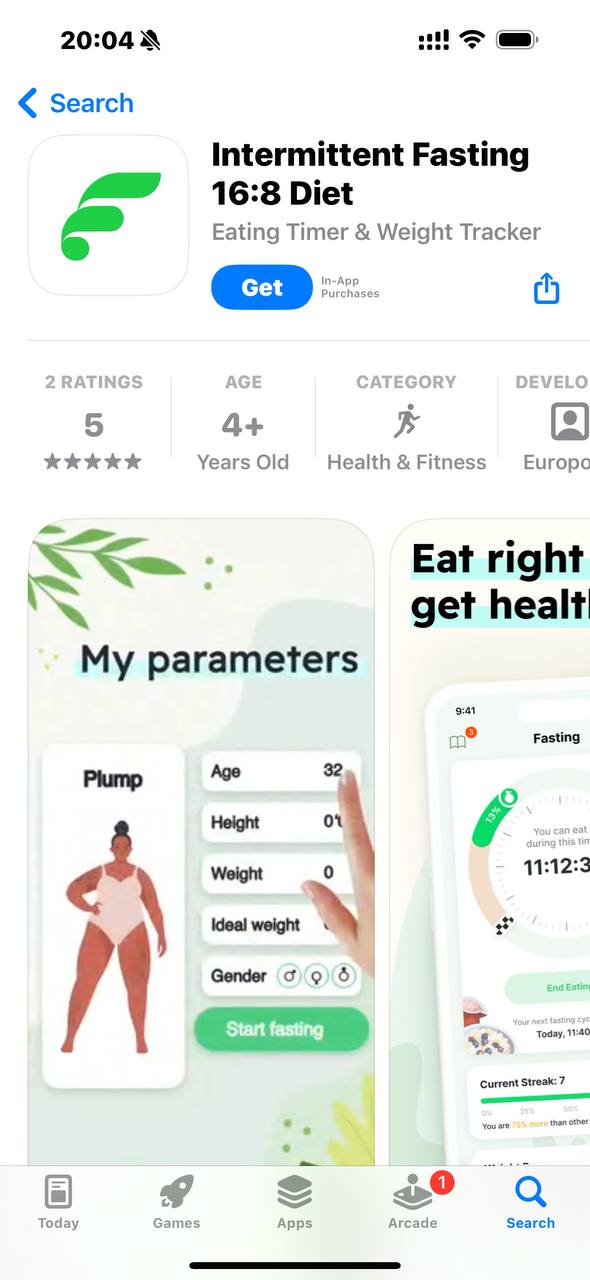 20:04
Search
Intermittent Fasting
16:8 Diet
Eating Timer & Weight Tracker
Get
In-App
Purchases
2 RATINGS
5
AGE
4+
Years Old
CATEGORY
Health & Fitness
DEVELO
Europo
My parameters
Plump
Age 32
Height 0'
Weight 0
Ideal weight
Gender
Start fasting
Eat right
get healt
9:41
3
Fasting
13%
You can eat
during this tim
11:12:3
End Eating
Your next fasting cyc
Today, 11:40
Current Streak: 7
0% 25% 50%
You are 75% more than other
Today
Games
Apps
Arcade
1
Search